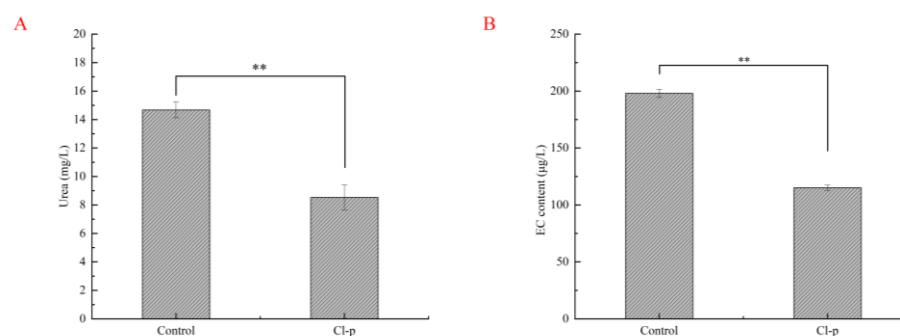 A
Urea (mg/L)
20
18
16
14
12
10
8
6
4
2
0
**
Control
Cl-p
B
EC content (μg/L)
250
200
150
100
50
0
**
Control
Cl-p